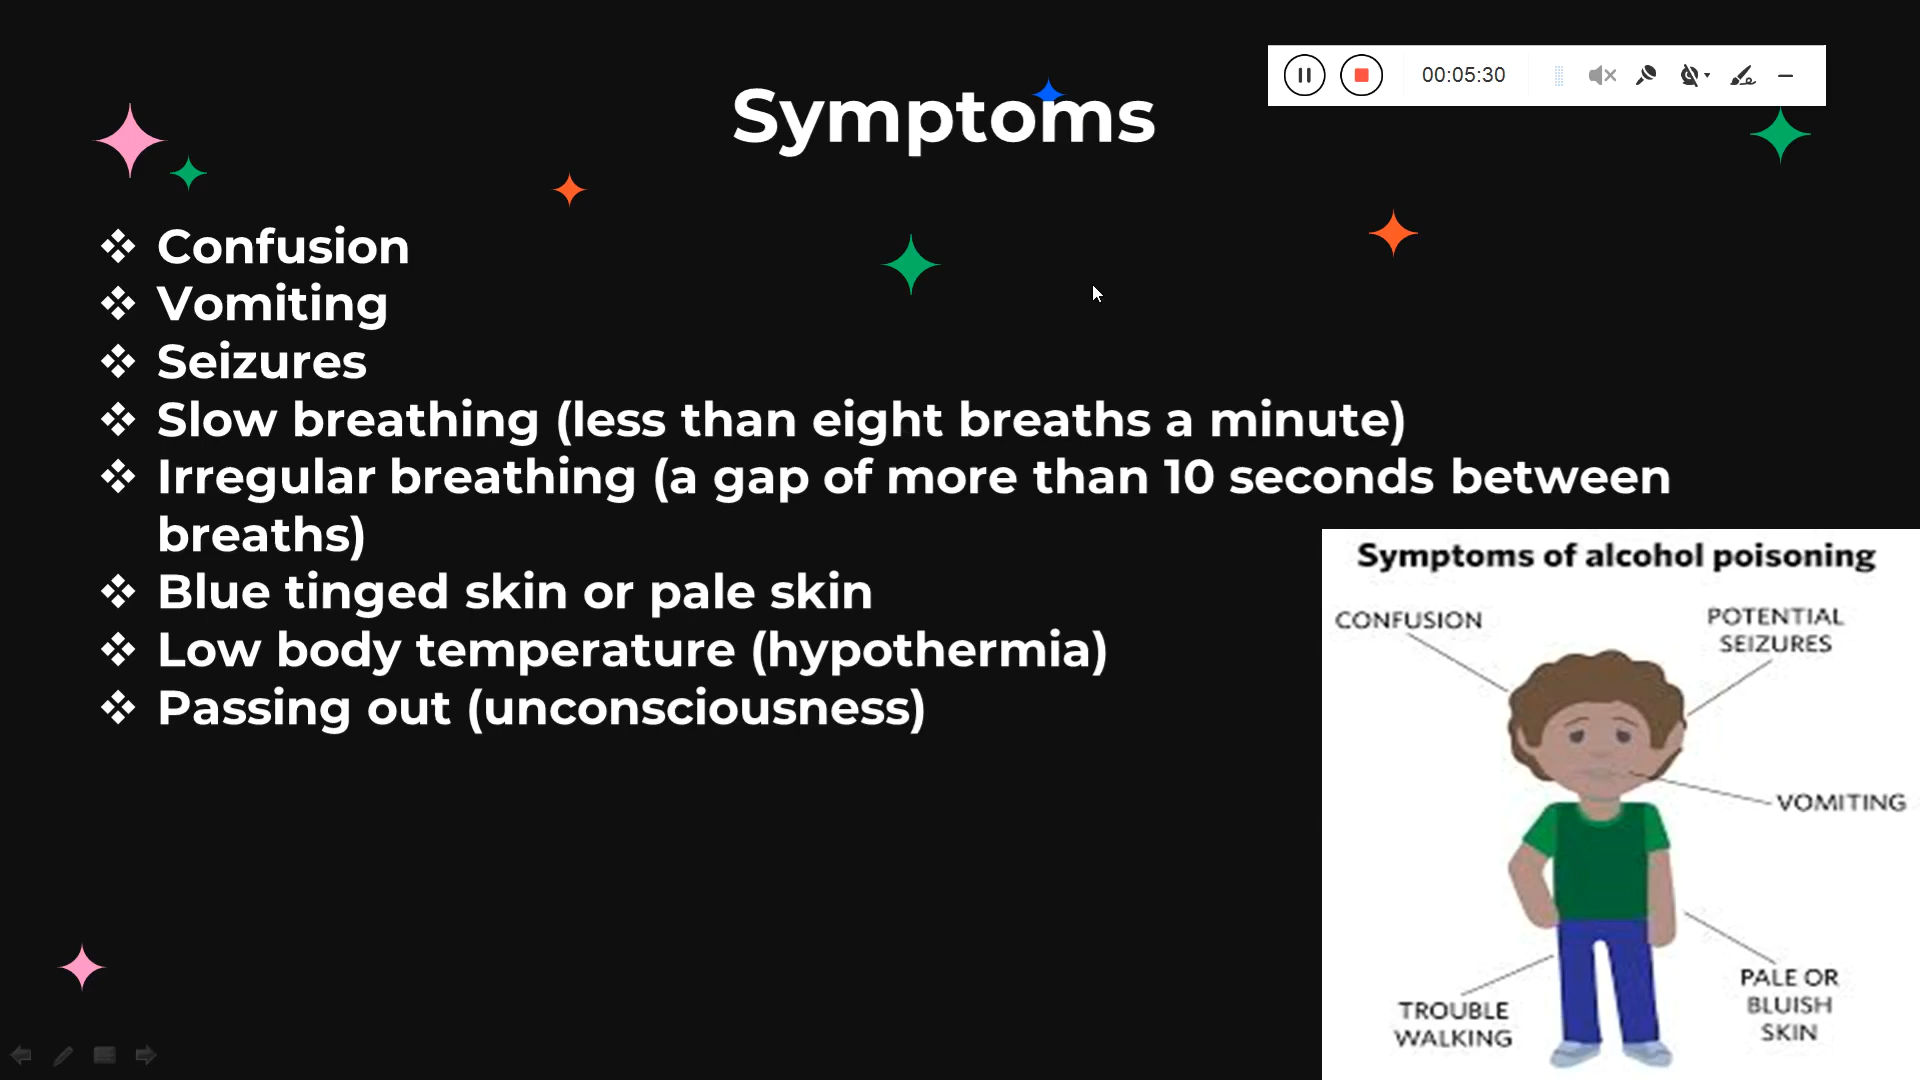 00:05:30
Symptoms
❖ Confusion
❖ Vomiting
❖ Seizures
❖ Slow breathing (less than eight breaths a minute)
❖ Irregular breathing (a gap of more than 10 seconds between
breaths)
❖ Blue tinged skin or pale skin
❖ Low body temperature (hypothermia)
❖ Passing out (unconsciousness)
Symptoms of alcohol poisoning
CONFUSION
POTENTIAL
SEIZURES
VOMITING
TROUBLE
WALKING
PALE OR
BLUISH
SKIN